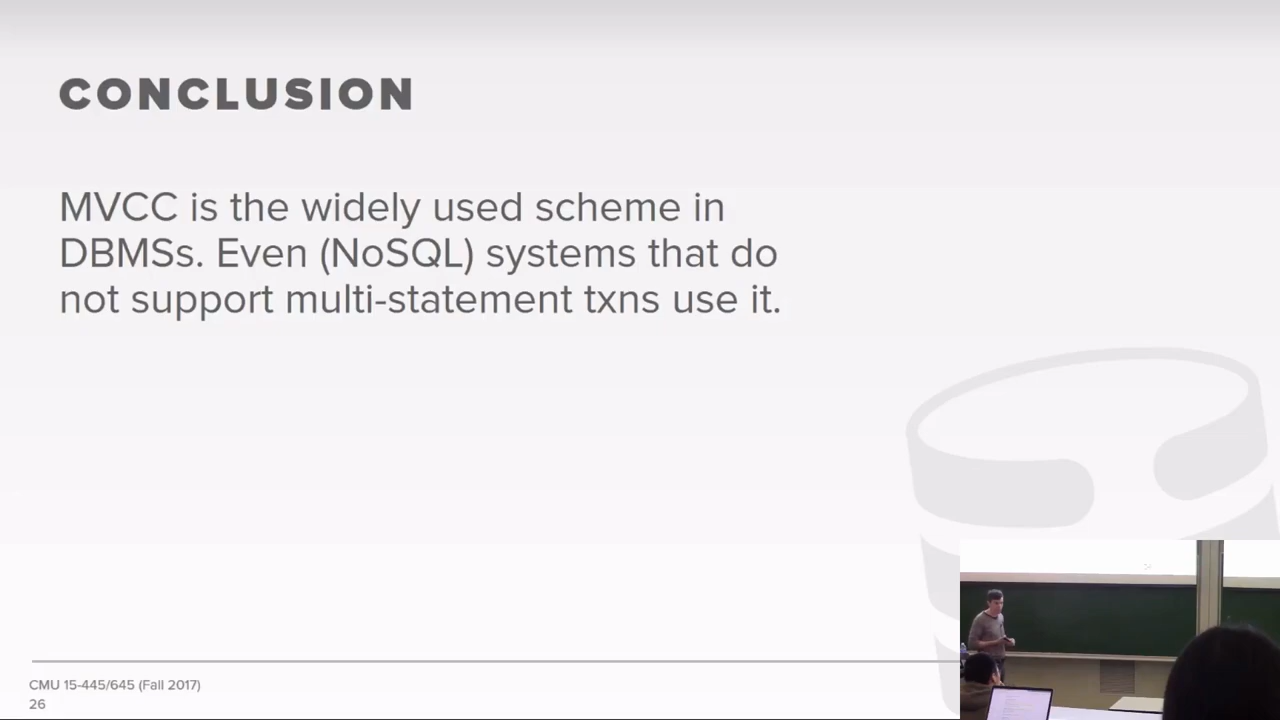 CONCLUSION
MVCC is the widely used scheme in
DBMSs. Even (NoSQL) systems that do
not support multi-statement txns use it.
CMU 15-445/645 (Fall 2017)
26